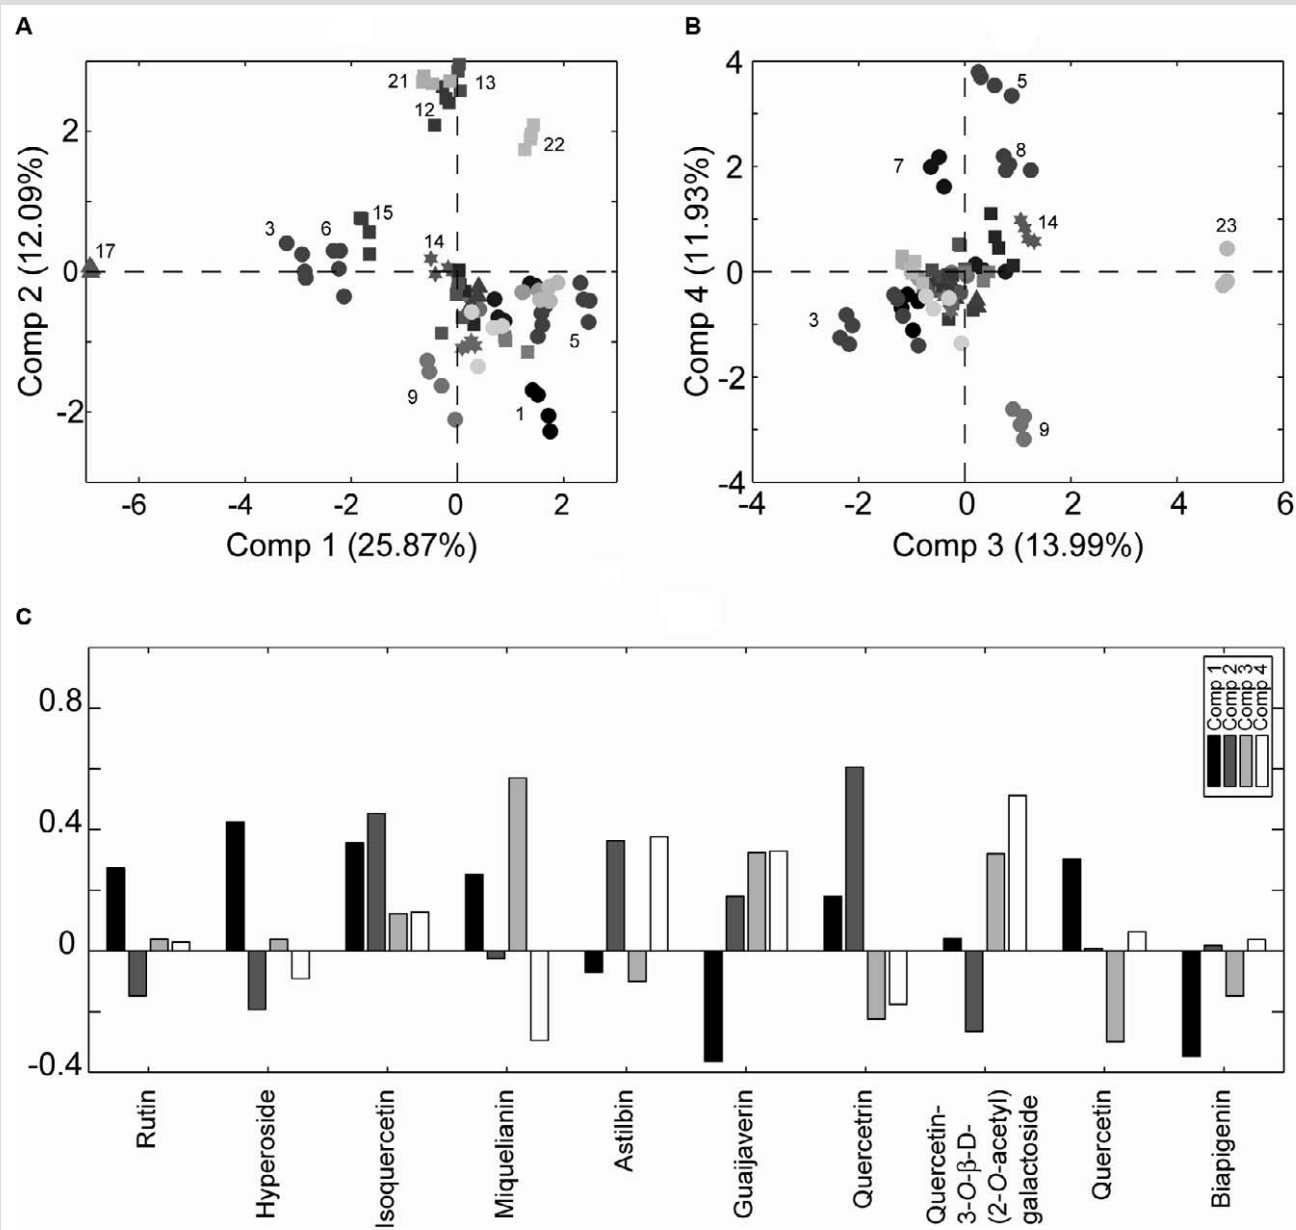 A
B
21
13
12
22
3
6
15
14
17
5
9
1
2
0
-2
Comp 2 (12.09%)
-6
-4
-2
0
2
Comp 1 (25.87%)
5
7
8
14
23
3
9
4
2
0
-2
-4
Comp 4 (11.93%)
-4
-2
0
2
4
6
Comp 3 (13.99%)
C
0.8
0.4
0
-0.4
Comp 1
Comp 2
Comp 3
Comp 4
Rutin
Hyperoside
Isoquercetin
Miquelianin
Astilbin
Guaijaverin
Quercetrin
Quercetin-
3-O-β-D-
(2-O-acetyl)
galactoside
Quercetin
Biapigenin